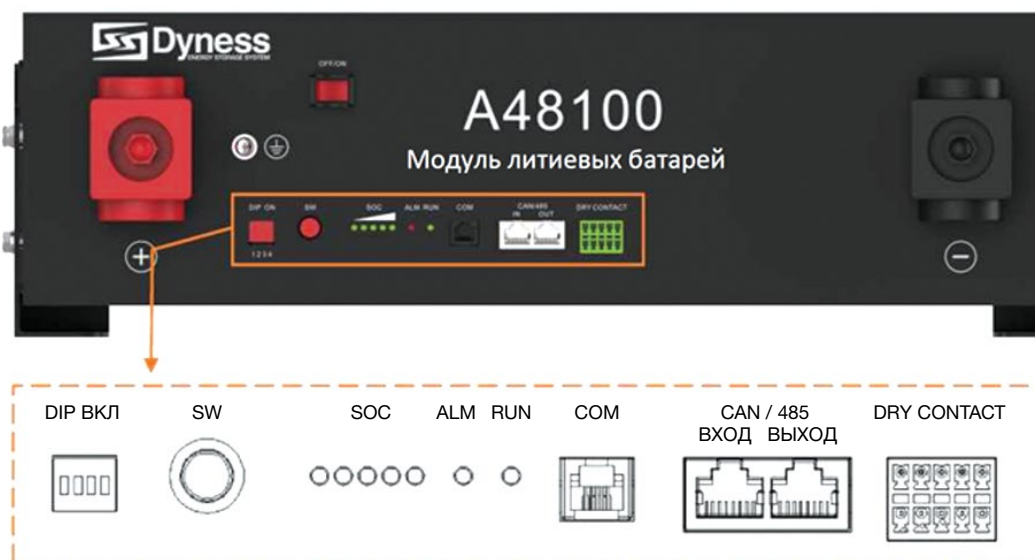 Dyness
ENERGY STORAGE SYSTEM
OFF/ON
A48100
Модуль литиевых батарей
DIP ON SW SOC ALM RUN COM CAN/485 DRY CONTACT
IN OUT
1 2 3 4
DIP ВКЛ SW SOC ALM RUN COM CAN / 485 DRY CONTACT
ВХОД ВЫХОД